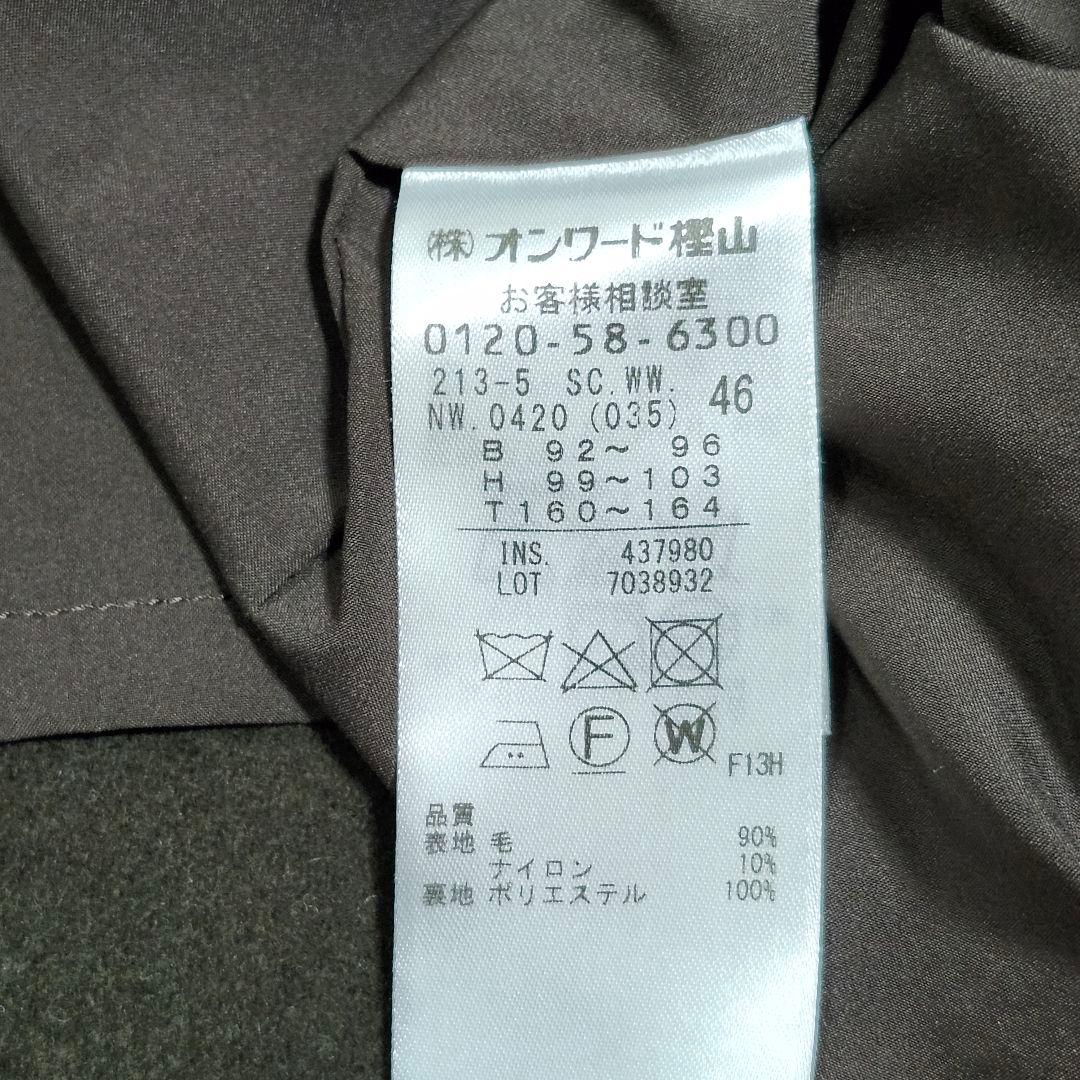 (株)オンワード樫山
お客様相談室
0120-58-6300
213-5 SC.WW. 46
NW.0420 (035)
B 92～ 96
H 99～103
T160～164
INS. 437980
LOT 7038932
F W F13H
品質
表地 毛 90%
ナイロン 10%
裏地 ポリエステル 100%